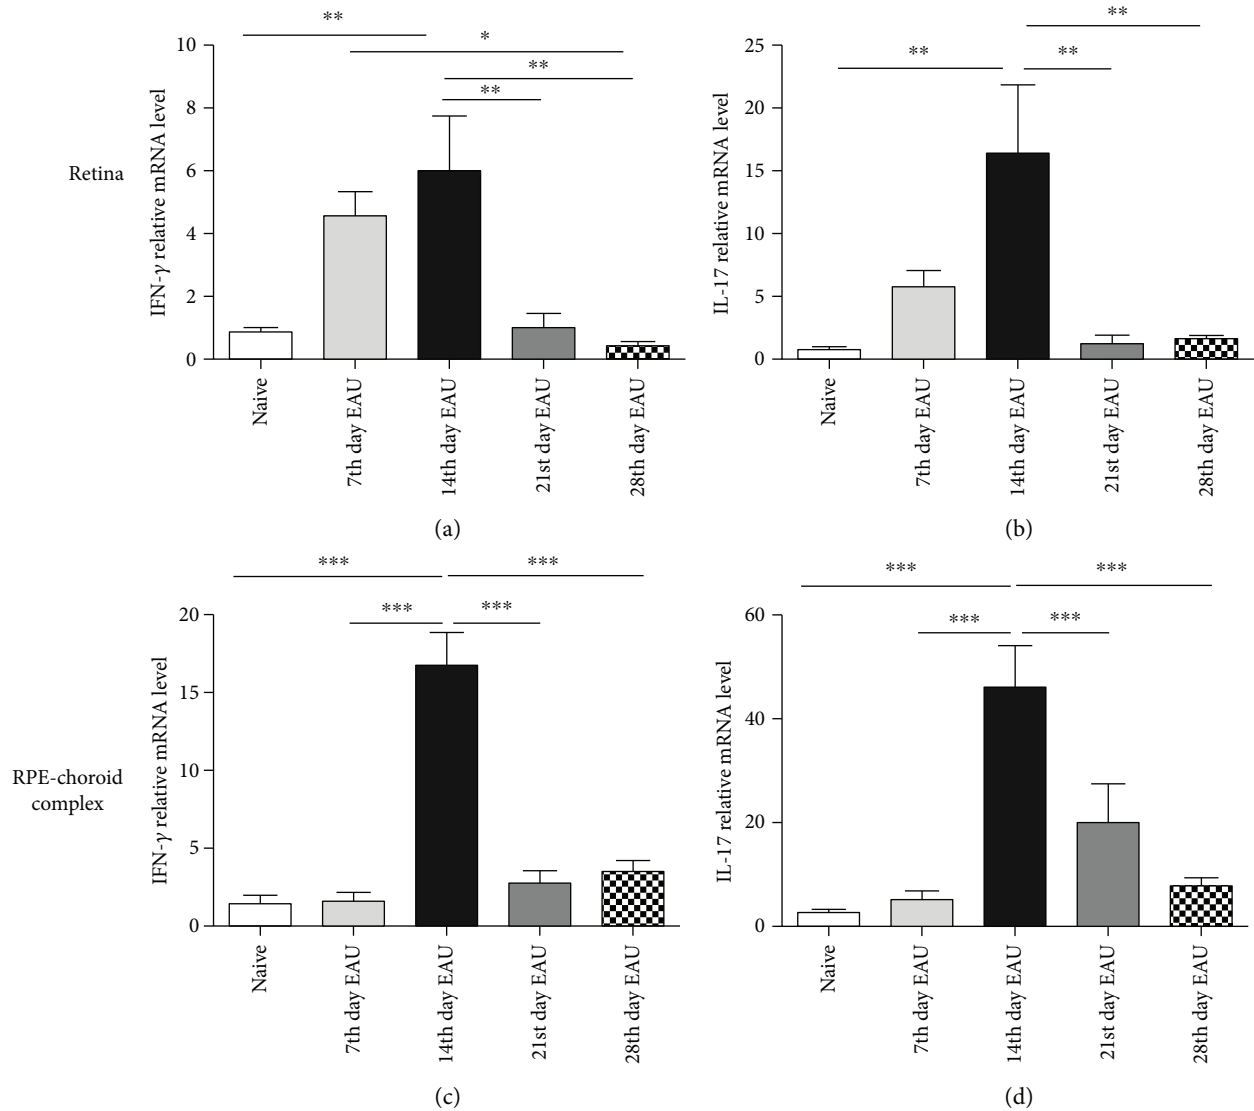 Retina
**
*
**
**
IFN-γ relative mRNA level
10
8
6
4
2
0
Naive
7th day EAU
14th day EAU
21st day EAU
28th day EAU
(a)
**
**
**
IL-17 relative mRNA level
25
20
15
10
5
0
Naive
7th day EAU
14th day EAU
21st day EAU
28th day EAU
(b)
RPE-choroid
complex
***
***
***
***
IFN-γ relative mRNA level
20
15
10
5
0
Naive
7th day EAU
14th day EAU
21st day EAU
28th day EAU
(c)
***
***
***
***
IL-17 relative mRNA level
60
40
20
0
Naive
7th day EAU
14th day EAU
21st day EAU
28th day EAU
(d)